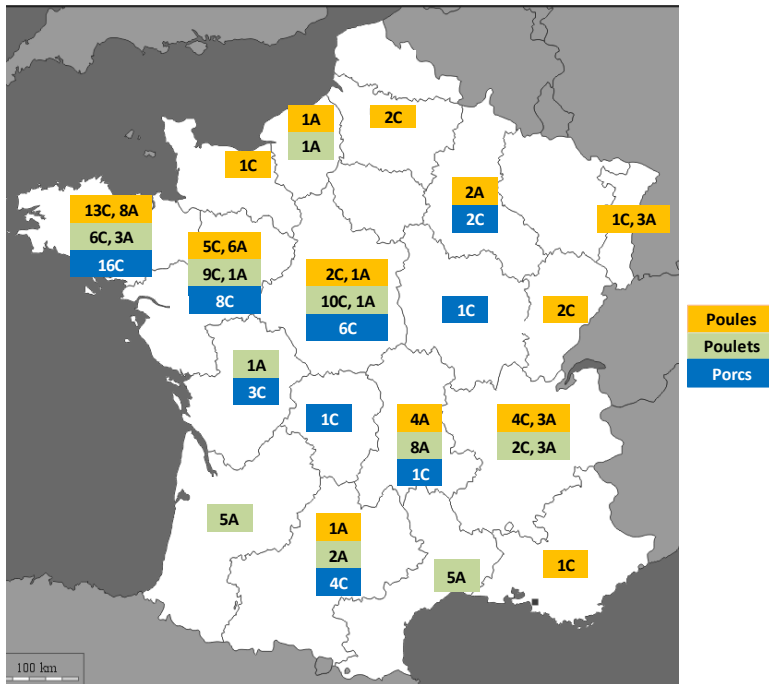 1A
1A
2C
1C
2A
2C
1C, 3A
13C, 8A
6C, 3A
16C
5C, 6A
9C, 1A
8C
2C, 1A
10C, 1A
6C
1C
2C
Poules
Poulets
Porcs
1A
3C
1C
4A
8A
1C
4C, 3A
2C, 3A
5A
1A
2A
4C
5A
1C
100 km